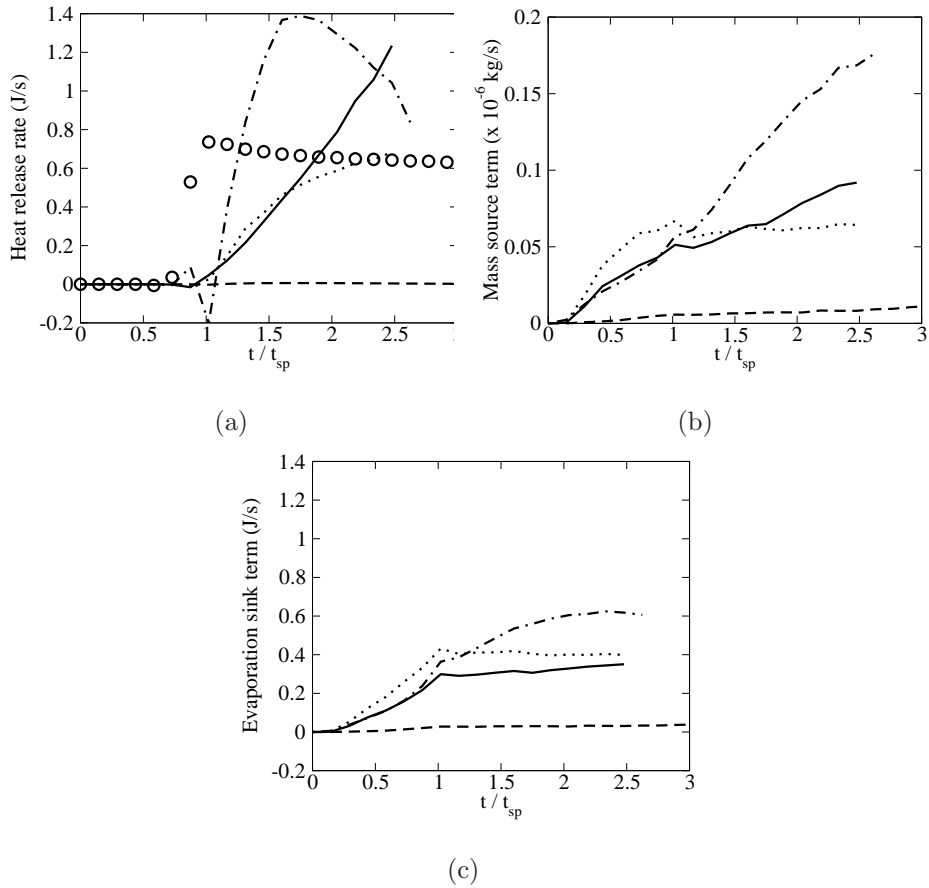 1.4
1.2
1
0.8
0.6
0.4
0.2
0
-0.2
Heat release rate (J/s)
0 0.5 1 1.5 2 2.5
t / t_sp
(a)
0.2
0.15
0.1
0.05
0
Mass source term (x 10^-6 kg/s)
0 0.5 1 1.5 2 2.5 3
t / t_sp
(b)
1.4
1.2
1
0.8
0.6
0.4
0.2
0
-0.2
Evaporation sink term (J/s)
0 0.5 1 1.5 2 2.5 3
t / t_sp
(c)